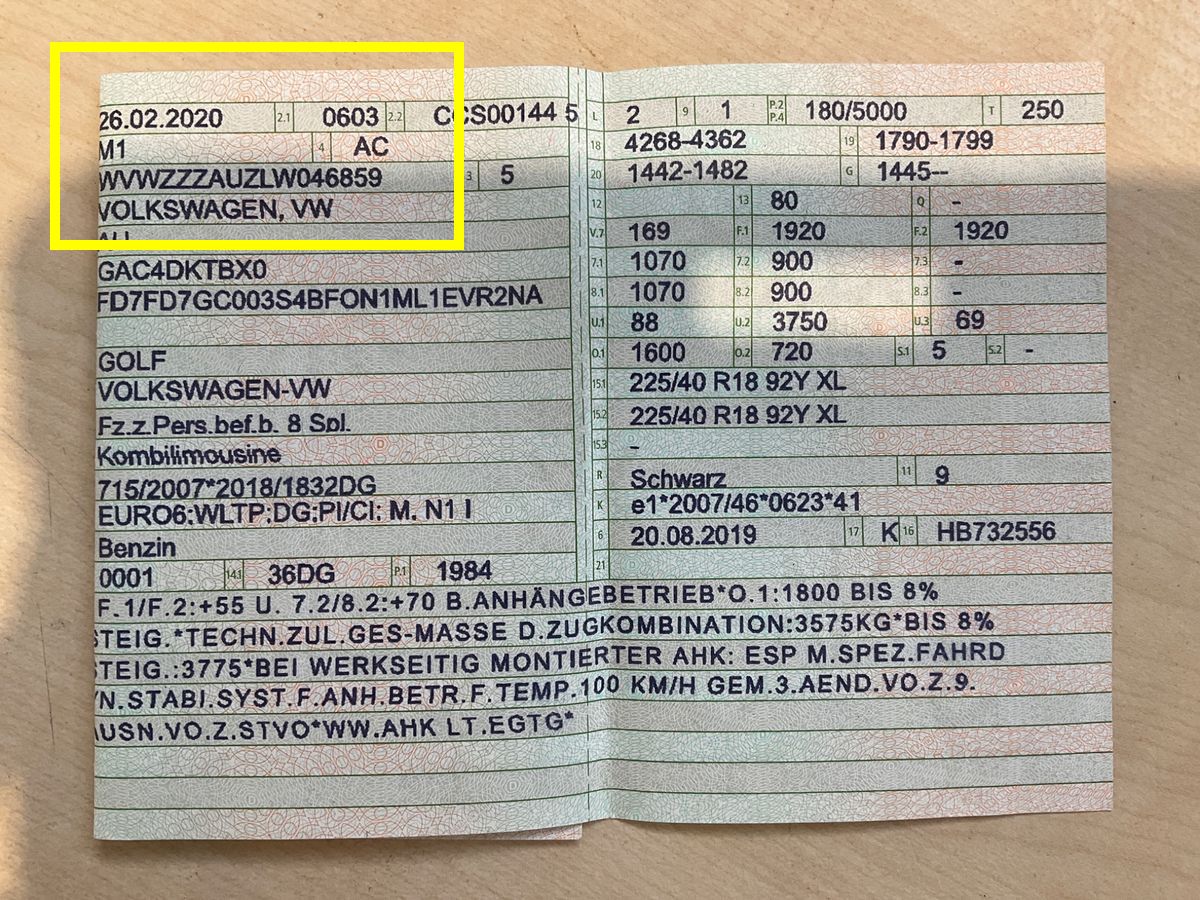 26.02.2020 2.1 0603 2.2 CCS00144 5
M1 4 AC
WVWZZZAUZLW046859 3 5
VOLKSWAGEN, VW
AU
GAC4DKTBX0
FD7FD7GC003S4BFON1ML1EVR2NA
GOLF
VOLKSWAGEN-VW
Fz.z.Pers.bef.b. 8 Spl.
Kombilimousine
715/2007*2018/1832DG
EURO6;WLTP;DG;PI/CI; M, N1 I
Benzin
0001 14.1 36DG P.1 1984
L 2 9 1 P.2 P.4 180/5000 T 250
18 4268-4362 19 1790-1799
20 1442-1482 G 1445--
12 13 80 Q -
V.7 169 F.1 1920 F.2 1920
7.1 1070 7.2 900 7.3 -
8.1 1070 8.2 900 8.3 -
U.1 88 U.2 3750 U.3 69
O.1 1600 O.2 720 S.1 5 S.2 -
15.1 225/40 R18 92Y XL
15.2 225/40 R18 92Y XL
15.3 -
R Schwarz 11 9
K e1*2007/46*0623*41
6 20.08.2019 17 K 16 HB732556
21
F.1/F.2:+55 U. 7.2/8.2:+70 B.ANHÄNGEBETRIEB*O.1:1800 BIS 8%
STEIG.*TECHN.ZUL.GES-MASSE D.ZUGKOMBINATION:3575KG*BIS 8%
STEIG.:3775*BEI WERKSEITIG MONTIERTER AHK: ESP M.SPEZ.FAHRD
YN.STABI.SYST.F.ANH.BETR.F.TEMP.100 KM/H GEM.3.AEND.VO.Z.9.
AUSN.VO.Z.STVO*WW.AHK LT.EGTG*